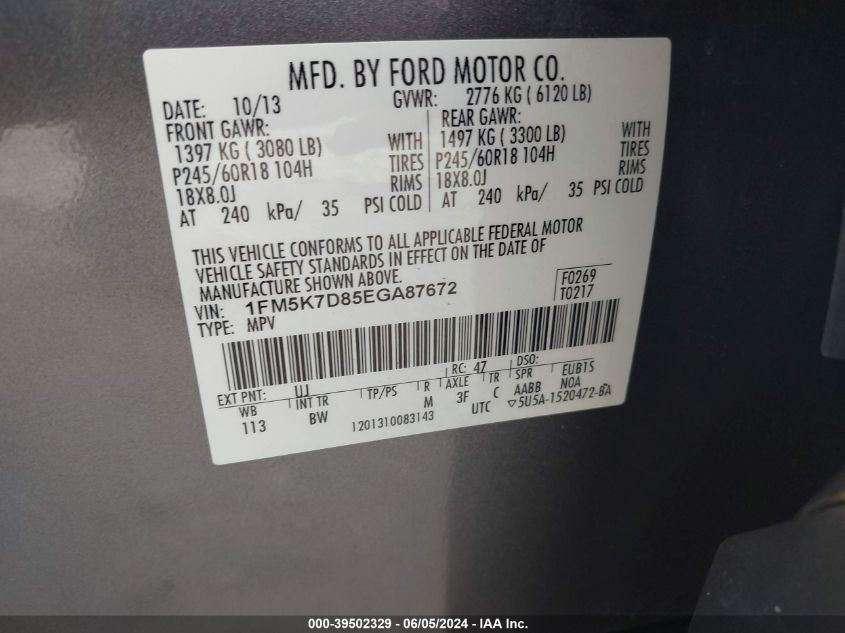 MFD. BY FORD MOTOR CO.
DATE: 10/13 GVWR: 2776 KG ( 6120 LB)
FRONT GAWR: REAR GAWR:
1397 KG ( 3080 LB) WITH 1497 KG ( 3300 LB) WITH
P245/60R18 104H TIRES P245/60R18 104H TIRES
18X8.0J RIMS 18X8.0J RIMS
AT 240 kPa/ 35 PSI COLD AT 240 kPa/ 35 PSI COLD
THIS VEHICLE CONFORMS TO ALL APPLICABLE FEDERAL MOTOR
VEHICLE SAFETY STANDARDS IN EFFECT ON THE DATE OF
MANUFACTURE SHOWN ABOVE.
VIN: 1FM5K7D85EGA87672
TYPE: MPV
F0269
T0217
EXT PNT: UJ RC: 47 DSO:
WB INT TR TP/PS R AXLE TR SPR EUB1S
113 BW M 3F C AABB NOA
1201310083143 UTC ▽5U5A-1520472-BA
000-39502329 - 06/05/2024 - IAA Inc.